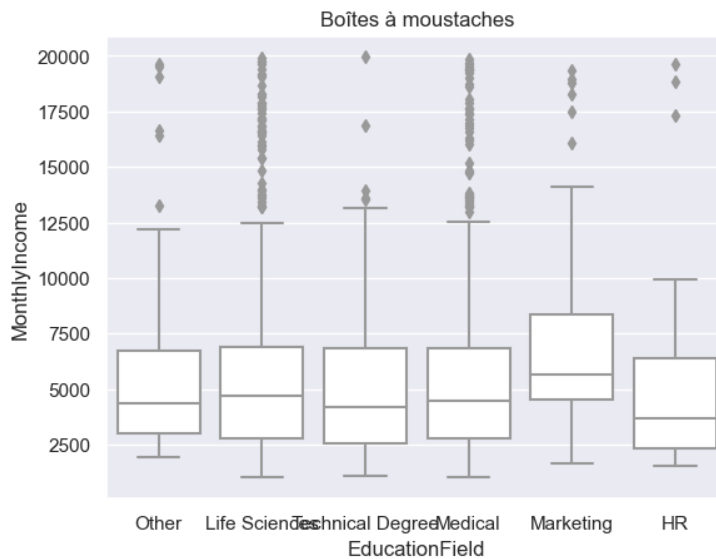 Boîtes à moustaches
20000
17500
15000
12500
10000
7500
5000
2500
MonthlyIncome
Other Life Sciences Technical Degree Medical Marketing HR
EducationField